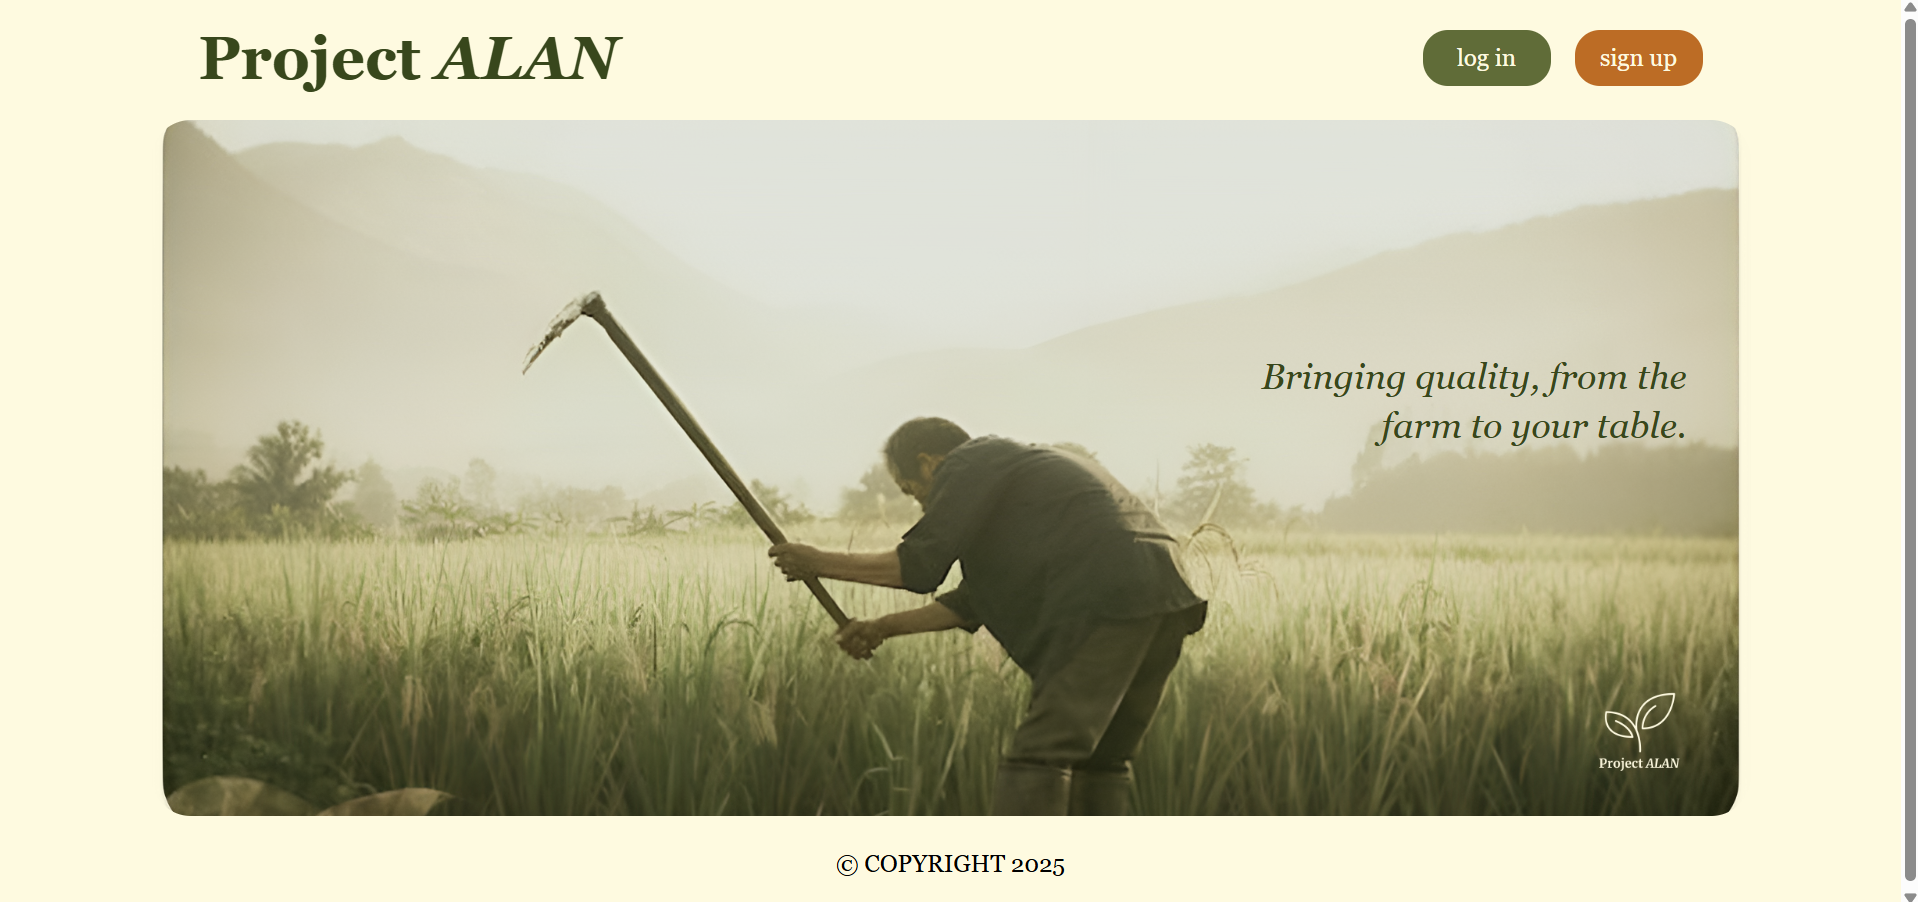 Project ALAN
log in
sign up
Bringing quality, from the
farm to your table.
Project ALAN
© COPYRIGHT 2025